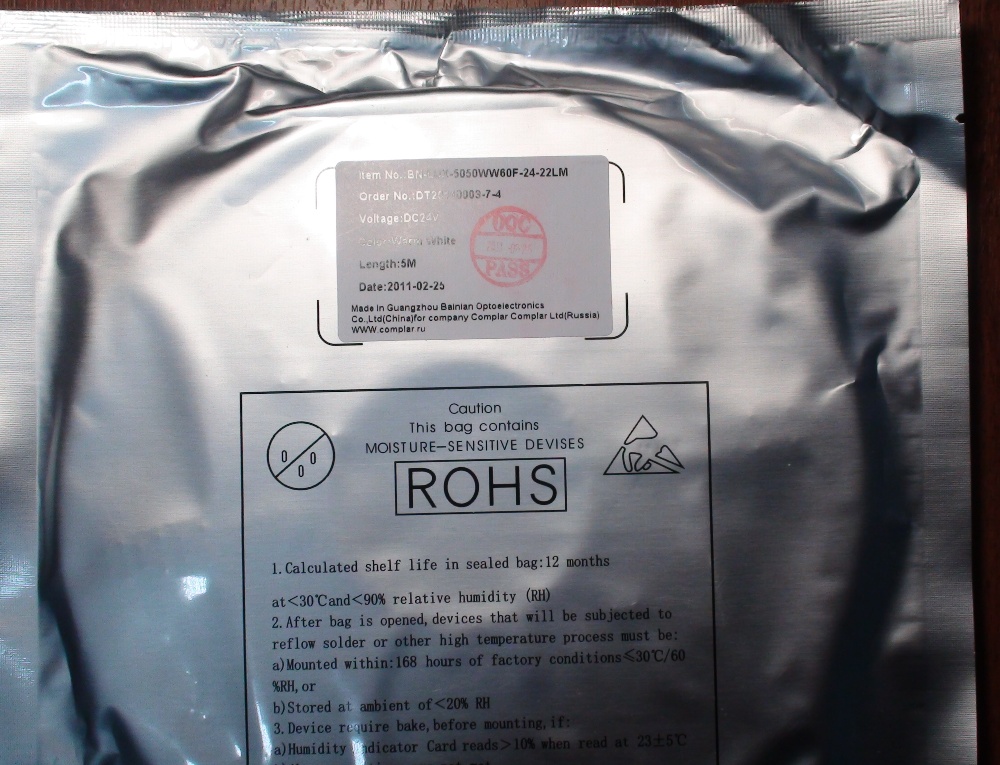 Item No.:BN- -5050WW60F-24-22LM
Order No.:DT2 0003-7-4
Voltage:DC24V
Color:Warm White
Length:5M
Date:2011-02-25
OQC
PASS
Made in Guangzhou Bainian Optoelectronics
Co.,Ltd(China)for company Complar Complar Ltd(Russia)
WWW.complar.ru
Caution
This bag contains
MOISTURE-SENSITIVE DEVISES
ROHS
1.Calculated shelf life in sealed bag:12 months
at<30℃and<90% relative humidity (RH)
2.After bag is opened,devices that will be subjected to
reflow solder or other high temperature process must be:
a)Mounted within:168 hours of factory conditions≤30℃/60
%RH,or
b)Stored at ambient of<20% RH
3.Device require bake,before mounting,if:
a)Humidity Indicator Card reads>10% when read at 23±5℃